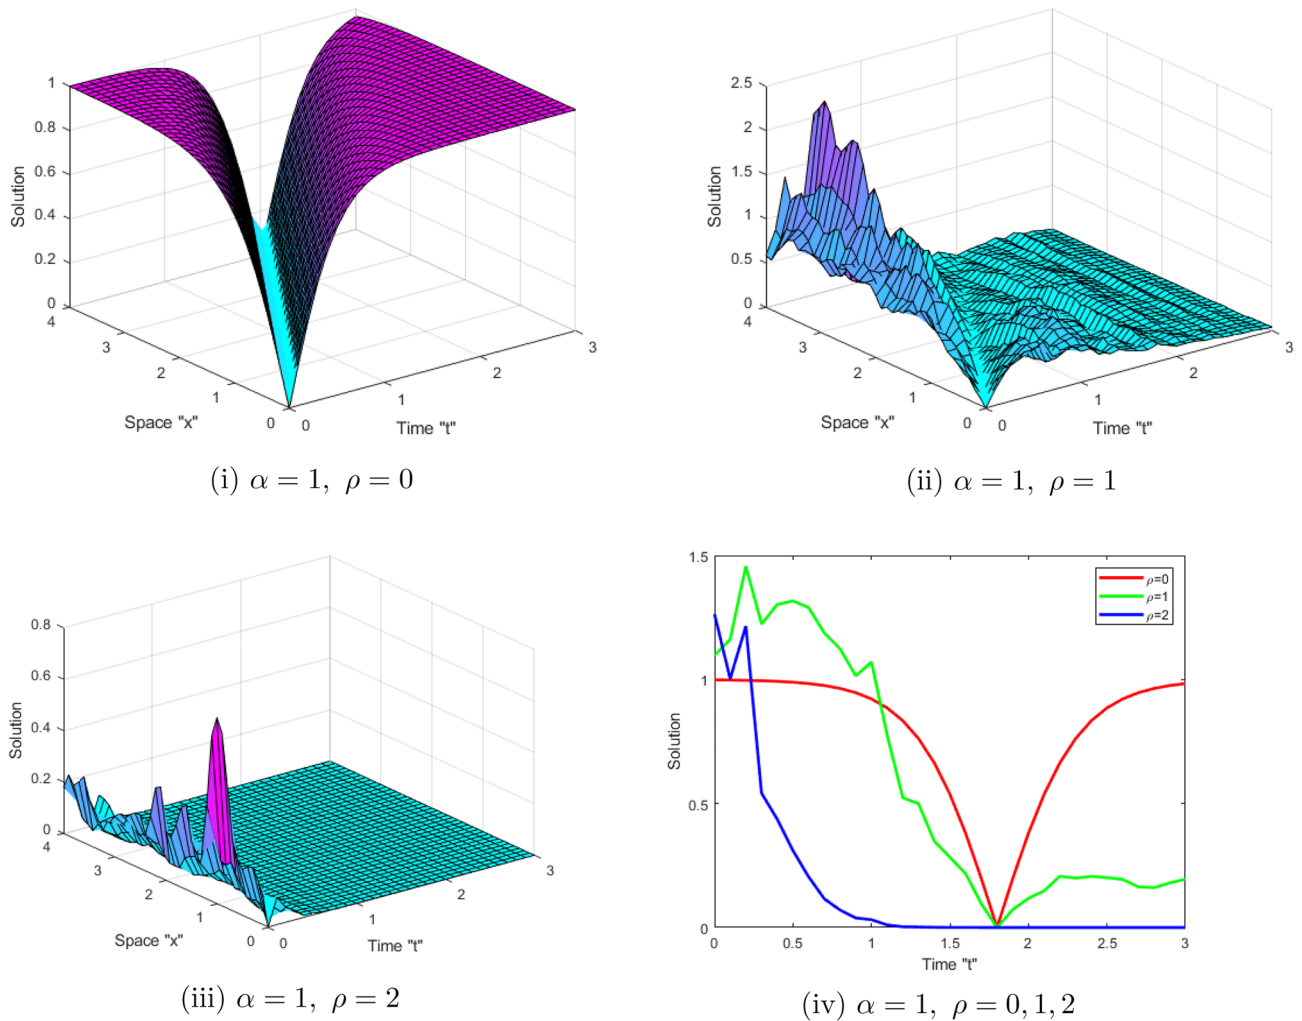 1
0.8
0.6
0.4
0.2
0
Solution
4
3
2
1
0
Space "x"
0
1
2
3
Time "t"
(i) α = 1, ρ = 0
2.5
2
1.5
1
0.5
0
Solution
4
3
2
1
0
Space "x"
0
1
2
3
Time "t"
(ii) α = 1, ρ = 1
0.8
0.6
0.4
0.2
0
Solution
4
3
2
1
0
Space "x"
0
1
2
3
Time "t"
(iii) α = 1, ρ = 2
1.5
1
0.5
0
Solution
ρ=0
ρ=1
ρ=2
0 0.5 1 1.5 2 2.5 3
Time "t"
(iv) α = 1, ρ = 0, 1, 2